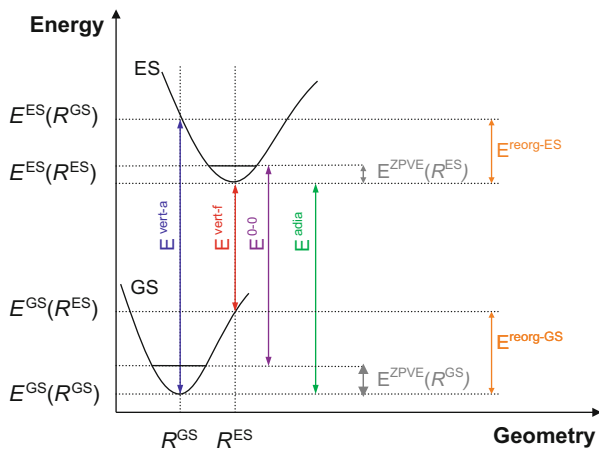 Energy
ES
E^ES(R^GS)
E^reorg-ES
E^ES(R^ES)
E^ZPVE(R^ES)
E^vert-a
E^vert-f
E^0-0
E^adia
GS
E^GS(R^ES)
E^reorg-GS
E^ZPVE(R^GS)
E^GS(R^GS)
R^GS
R^ES
Geometry